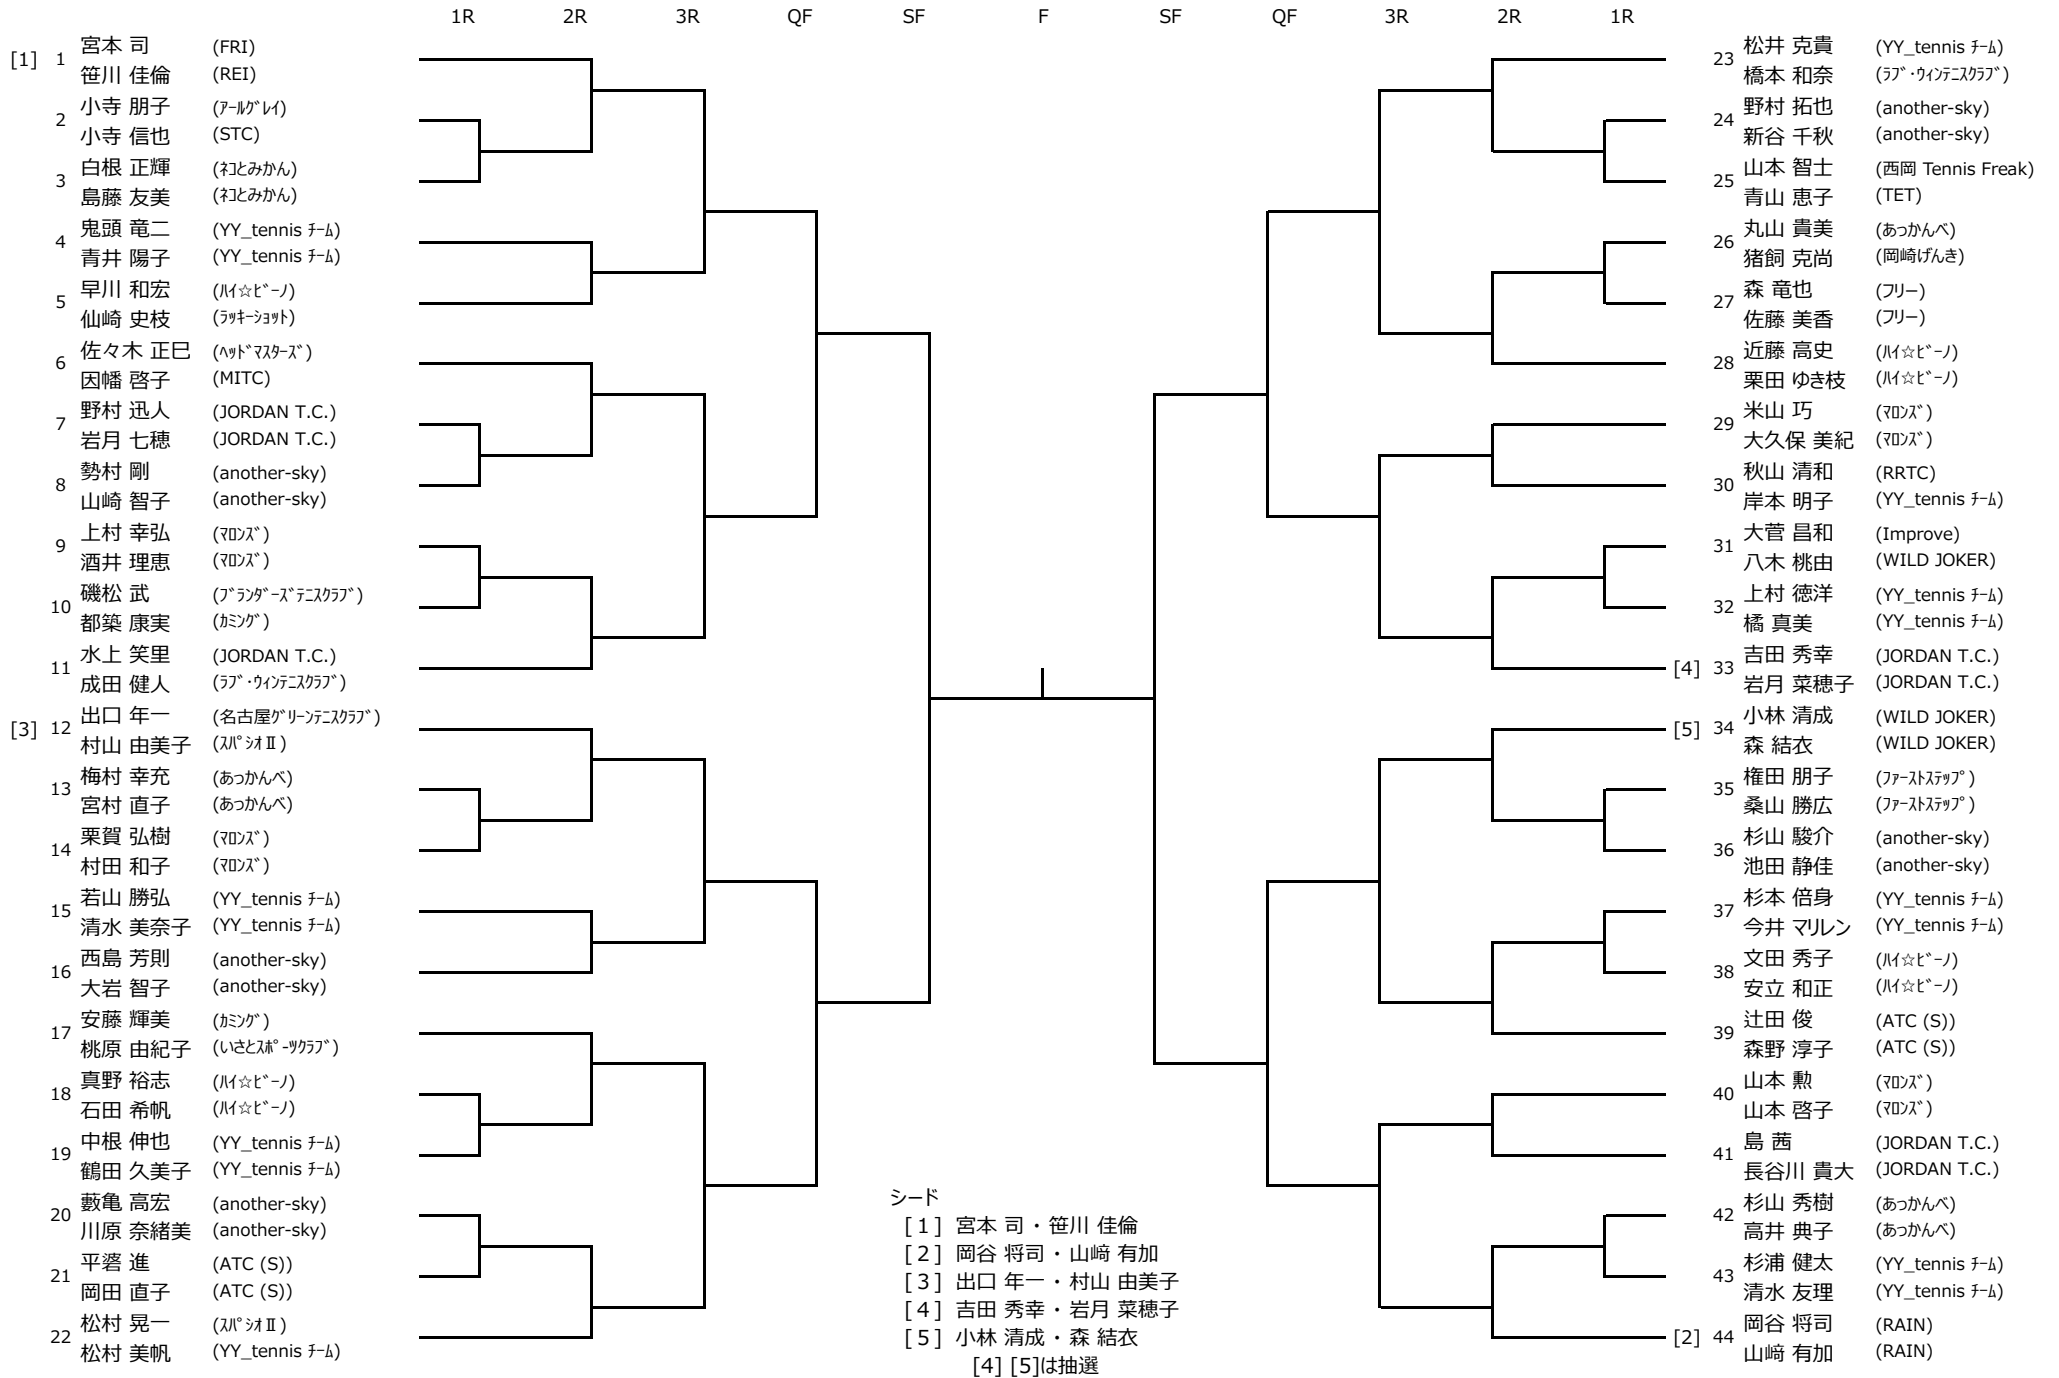 1R 2R 3R QF SF F SF QF 3R 2R 1R
[1] 1 宮本 司 (FRI)
笹川 佳倫 (REI)
2 小寺 朋子 (ｱｰﾙｸﾞﾚｲ)
小寺 信也 (STC)
3 白根 正輝 (ﾈｺとみかん)
島藤 友美 (ﾈｺとみかん)
4 鬼頭 竜二 (YY_tennis ﾁｰﾑ)
青井 陽子 (YY_tennis ﾁｰﾑ)
5 早川 和宏 (ﾊｲ☆ﾋﾞｰﾉ)
仙崎 史枝 (ﾗｯｷｰｼｮｯﾄ)
6 佐々木 正巳 (ﾍｯﾄﾞﾏｽﾀｰｽﾞ)
因幡 啓子 (MITC)
7 野村 迅人 (JORDAN T.C.)
岩月 七穂 (JORDAN T.C.)
8 勢村 剛 (another-sky)
山崎 智子 (another-sky)
9 上村 幸弘 (ﾏﾛﾝｽﾞ)
酒井 理恵 (ﾏﾛﾝｽﾞ)
10 磯松 武 (ﾌﾞﾗﾝﾀﾞｰｽﾞﾃﾆｽｸﾗﾌﾞ)
都築 康実 (ｶﾐﾝｸﾞ)
11 水上 笑里 (JORDAN T.C.)
成田 健人 (ﾗﾌﾞ･ｳｨﾝﾃﾆｽｸﾗﾌﾞ)
[3] 12 出口 年一 (名古屋ｸﾞﾘｰﾝﾃﾆｽｸﾗﾌﾞ)
村山 由美子 (ｽﾊﾟｼｵⅡ)
13 梅村 幸充 (あっかんべ)
宮村 直子 (あっかんべ)
14 栗賀 弘樹 (ﾏﾛﾝｽﾞ)
村田 和子 (ﾏﾛﾝｽﾞ)
15 若山 勝弘 (YY_tennis ﾁｰﾑ)
清水 美奈子 (YY_tennis ﾁｰﾑ)
16 西島 芳則 (another-sky)
大岩 智子 (another-sky)
17 安藤 輝美 (ｶﾐﾝｸﾞ)
桃原 由紀子 (いさとｽﾎﾟｰﾂｸﾗﾌﾞ)
18 真野 裕志 (ﾊｲ☆ﾋﾞｰﾉ)
石田 希帆 (ﾊｲ☆ﾋﾞｰﾉ)
19 中根 伸也 (YY_tennis ﾁｰﾑ)
鶴田 久美子 (YY_tennis ﾁｰﾑ)
20 藪亀 高宏 (another-sky)
川原 奈緒美 (another-sky)
21 平碆 進 (ATC (S))
岡田 直子 (ATC (S))
22 松村 晃一 (ｽﾊﾟｼｵⅡ)
松村 美帆 (YY_tennis ﾁｰﾑ)
23 松井 克貴 (YY_tennis ﾁｰﾑ)
橋本 和奈 (ﾗﾌﾞ･ｳｨﾝﾃﾆｽｸﾗﾌﾞ)
24 野村 拓也 (another-sky)
新谷 千秋 (another-sky)
25 山本 智士 (西岡 Tennis Freak)
青山 恵子 (TET)
26 丸山 貴美 (あっかんべ)
猪飼 克尚 (岡崎げんき)
27 森 竜也 (フリー)
佐藤 美香 (フリー)
28 近藤 高史 (ﾊｲ☆ﾋﾞｰﾉ)
栗田 ゆき枝 (ﾊｲ☆ﾋﾞｰﾉ)
29 米山 巧 (ﾏﾛﾝｽﾞ)
大久保 美紀 (ﾏﾛﾝｽﾞ)
30 秋山 清和 (RRTC)
岸本 明子 (YY_tennis ﾁｰﾑ)
31 大菅 昌和 (Improve)
八木 桃由 (WILD JOKER)
32 上村 徳洋 (YY_tennis ﾁｰﾑ)
橘 真美 (YY_tennis ﾁｰﾑ)
[4] 33 吉田 秀幸 (JORDAN T.C.)
岩月 菜穂子 (JORDAN T.C.)
[5] 34 小林 清成 (WILD JOKER)
森 結衣 (WILD JOKER)
35 権田 朋子 (ﾌｧｰｽﾄｽﾃｯﾌﾟ)
桑山 勝広 (ﾌｧｰｽﾄｽﾃｯﾌﾟ)
36 杉山 駿介 (another-sky)
池田 静佳 (another-sky)
37 杉本 倍身 (YY_tennis ﾁｰﾑ)
今井 マリレン (YY_tennis ﾁｰﾑ)
38 文田 秀子 (ﾊｲ☆ﾋﾞｰﾉ)
安立 和正 (ﾊｲ☆ﾋﾞｰﾉ)
39 辻田 俊 (ATC (S))
森野 淳子 (ATC (S))
40 山本 勲 (ﾏﾛﾝｽﾞ)
山本 啓子 (ﾏﾛﾝｽﾞ)
41 島 茜 (JORDAN T.C.)
長谷川 貴大 (JORDAN T.C.)
42 杉山 秀樹 (あっかんべ)
高井 典子 (あっかんべ)
43 杉浦 健太 (YY_tennis ﾁｰﾑ)
清水 友理 (YY_tennis ﾁｰﾑ)
[2] 44 岡谷 将司 (RAIN)
山﨑 有加 (RAIN)
シード
[1] 宮本 司・笹川 佳倫
[2] 岡谷 将司・山﨑 有加
[3] 出口 年一・村山 由美子
[4] 吉田 秀幸・岩月 菜穂子
[5] 小林 清成・森 結衣
[4] [5]は抽選